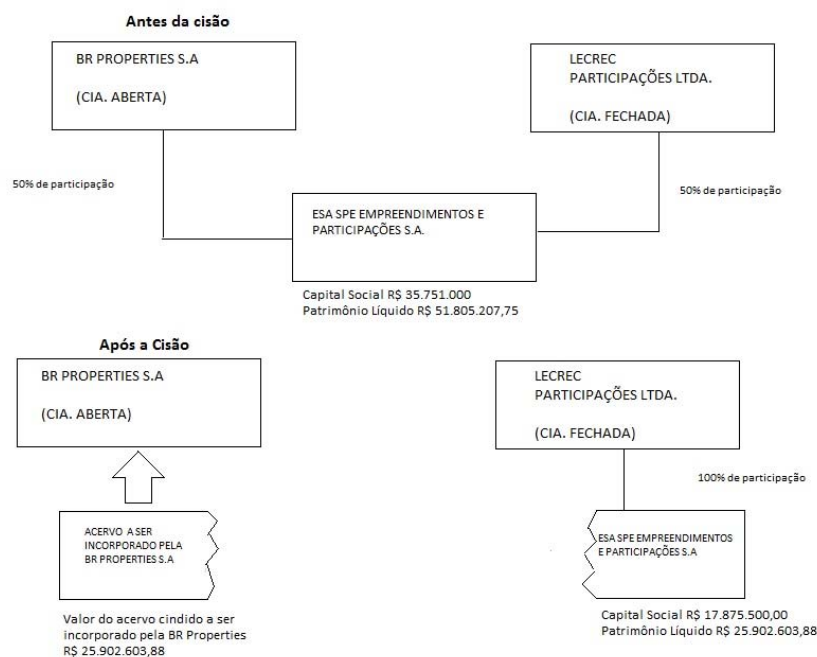 Antes da cisão
BR PROPERTIES S.A
(CIA. ABERTA)
LECREC
PARTICIPAÇÕES LTDA.
(CIA. FECHADA)
50% de participação
50% de participação
ESA SPE EMPREENDIMENTOS E
PARTICIPAÇÕES S.A.
Capital Social R$ 35.751.000
Patrimônio Líquido R$ 51.805.207,75
Após a Cisão
BR PROPERTIES S.A
(CIA. ABERTA)
LECREC
PARTICIPAÇÕES LTDA.
(CIA. FECHADA)
100% de participação
ACERVO A SER
INCORPORADO PELA
BR PROPERTIES S.A
ESA SPE EMPREENDIMENTOS
E PARTICIPAÇÕES S.A
Valor do acervo cindido a ser
incorporado pela BR Properties
R$ 25.902.603,88
Capital Social R$ 17.875.500,00
Patrimônio Líquido R$ 25.902.603,88